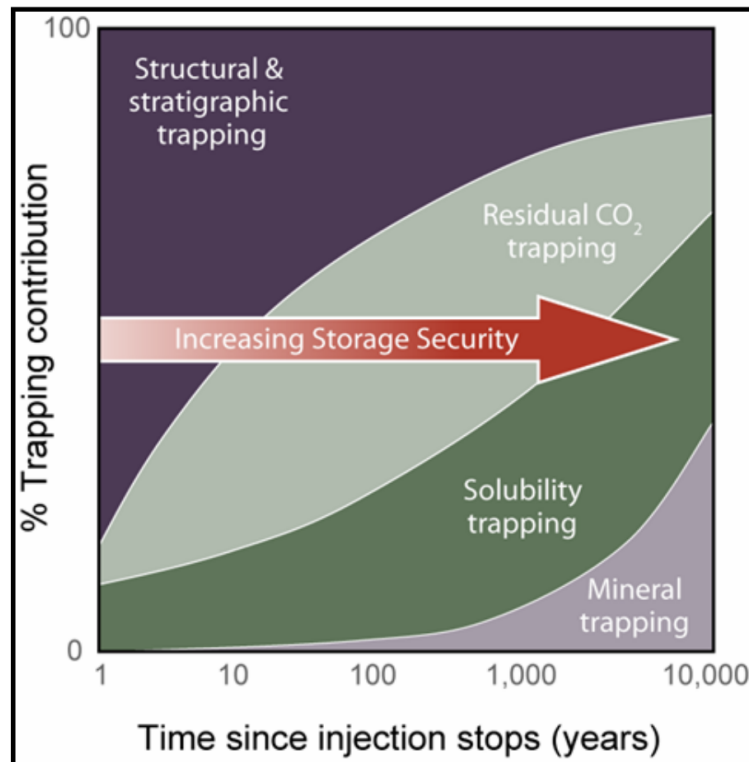 100
Structural &
stratigraphic
trapping
Residual CO₂
trapping
Increasing Storage Security
Solubility
trapping
Mineral
trapping
% Trapping contribution
0
1 10 100 1,000 10,000
Time since injection stops (years)